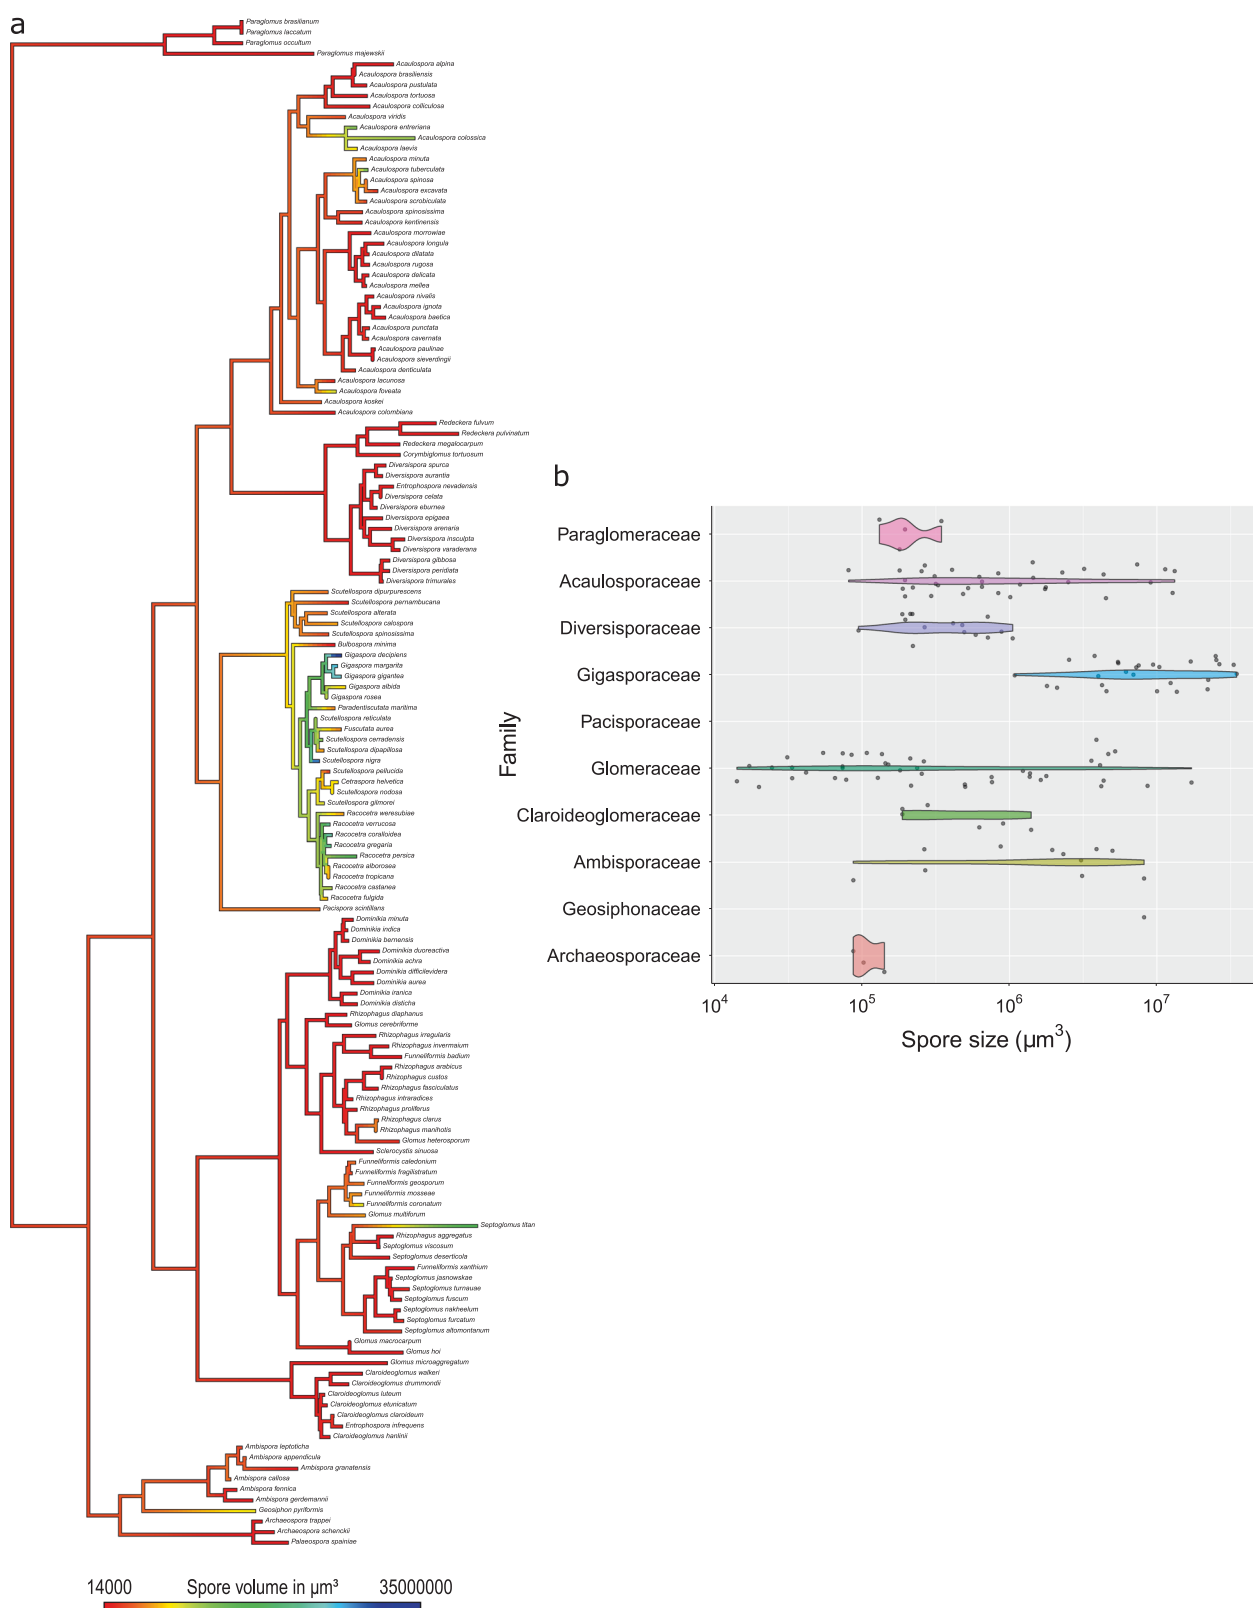 a
Paraglomus brasilianum
Paraglomus laccatum
Paraglomus occultum
Paraglomus majewskii
Acaulospora alpina
Acaulospora brasiliensis
Acaulospora pustulata
Acaulospora tortuosa
Acaulospora colliculosa
Acaulospora viridis
Acaulospora entreriana
Acaulospora colossica
Acaulospora laevis
Acaulospora minuta
Acaulospora tuberculata
Acaulospora spinosa
Acaulospora excavata
Acaulospora scrobiculata
Acaulospora spinosissima
Acaulospora kentinensis
Acaulospora morrowiae
Acaulospora longula
Acaulospora dilatata
Acaulospora rugosa
Acaulospora delicata
Acaulospora mellea
Acaulospora nivalis
Acaulospora ignota
Acaulospora baetica
Acaulospora punctata
Acaulospora cavernata
Acaulospora paulinae
Acaulospora sieverdingii
Acaulospora denticulata
Acaulospora lacunosa
Acaulospora foveata
Acaulospora koskei
Acaulospora colombiana
Redeckera fulvum
Redeckera pulvinatum
Redeckera megalocarpum
Corymbiglomus tortuosum
Diversispora spurca
Diversispora aurantia
Entrophospora nevadensis
Diversispora celata
Diversispora eburnea
Diversispora epigaea
Diversispora arenaria
Diversispora insculpta
Diversispora varaderana
Diversispora gibbosa
Diversispora peridiata
Diversispora trimurales
Scutellospora dipurpurescens
Scutellospora pernambucana
Scutellospora alterata
Scutellospora calospora
Scutellospora spinosissima
Bulbospora minima
Gigaspora decipiens
Gigaspora margarita
Gigaspora gigantea
Gigaspora albida
Gigaspora rosea
Paradentiscutata maritima
Scutellospora reticulata
Fuscutata aurea
Scutellospora cerradensis
Scutellospora dipapillosa
Scutellospora nigra
Scutellospora pellucida
Cetraspora helvetica
Scutellospora nodosa
Scutellospora gilmorei
Racocetra weresubiae
Racocetra verrucosa
Racocetra coralloidea
Racocetra gregaria
Racocetra persica
Racocetra alborosea
Racocetra tropicana
Racocetra castanea
Racocetra fulgida
Pacispora scintillans
Dominikia minuta
Dominikia indica
Dominikia bernensis
Dominikia duoreactiva
Dominikia achra
Dominikia difficilevidera
Dominikia aurea
Dominikia iranica
Dominikia disticha
Rhizophagus diaphanus
Glomus cerebriforme
Rhizophagus irregularis
Rhizophagus invermaium
Funneliformis badium
Rhizophagus arabicus
Rhizophagus custos
Rhizophagus fasciculatus
Rhizophagus intraradices
Rhizophagus proliferus
Rhizophagus clarus
Rhizophagus manihotis
Glomus heterosporum
Sclerocystis sinuosa
Funneliformis caledonium
Funneliformis fragilistratum
Funneliformis geosporum
Funneliformis mosseae
Funneliformis coronatum
Glomus multiforum
Septoglomus titan
Rhizophagus aggregatus
Septoglomus viscosum
Septoglomus deserticola
Funneliformis xanthium
Septoglomus jasnowskae
Septoglomus turnauae
Septoglomus fuscum
Septoglomus nakheelum
Septoglomus furcatum
Septoglomus altomontanum
Glomus macrocarpum
Glomus hoi
Glomus microaggregatum
Claroideoglomus walkeri
Claroideoglomus drummondii
Claroideoglomus luteum
Claroideoglomus etunicatum
Claroideoglomus claroideum
Entrophospora infrequens
Claroideoglomus hanlinii
Ambispora leptoticha
Ambispora appendicula
Ambispora granatensis
Ambispora callosa
Ambispora fennica
Ambispora gerdemannii
Geosiphon pyriformis
Archaeospora trappei
Archaeospora schenckii
Palaeospora spainiae
14000 Spore volume in µm³ 35000000
b
Family
Paraglomeraceae
Acaulosporaceae
Diversisporaceae
Gigasporaceae
Pacisporaceae
Glomeraceae
Claroideoglomeraceae
Ambisporaceae
Geosiphonaceae
Archaeosporaceae
10⁴ 10⁵ 10⁶ 10⁷
Spore size (µm³)